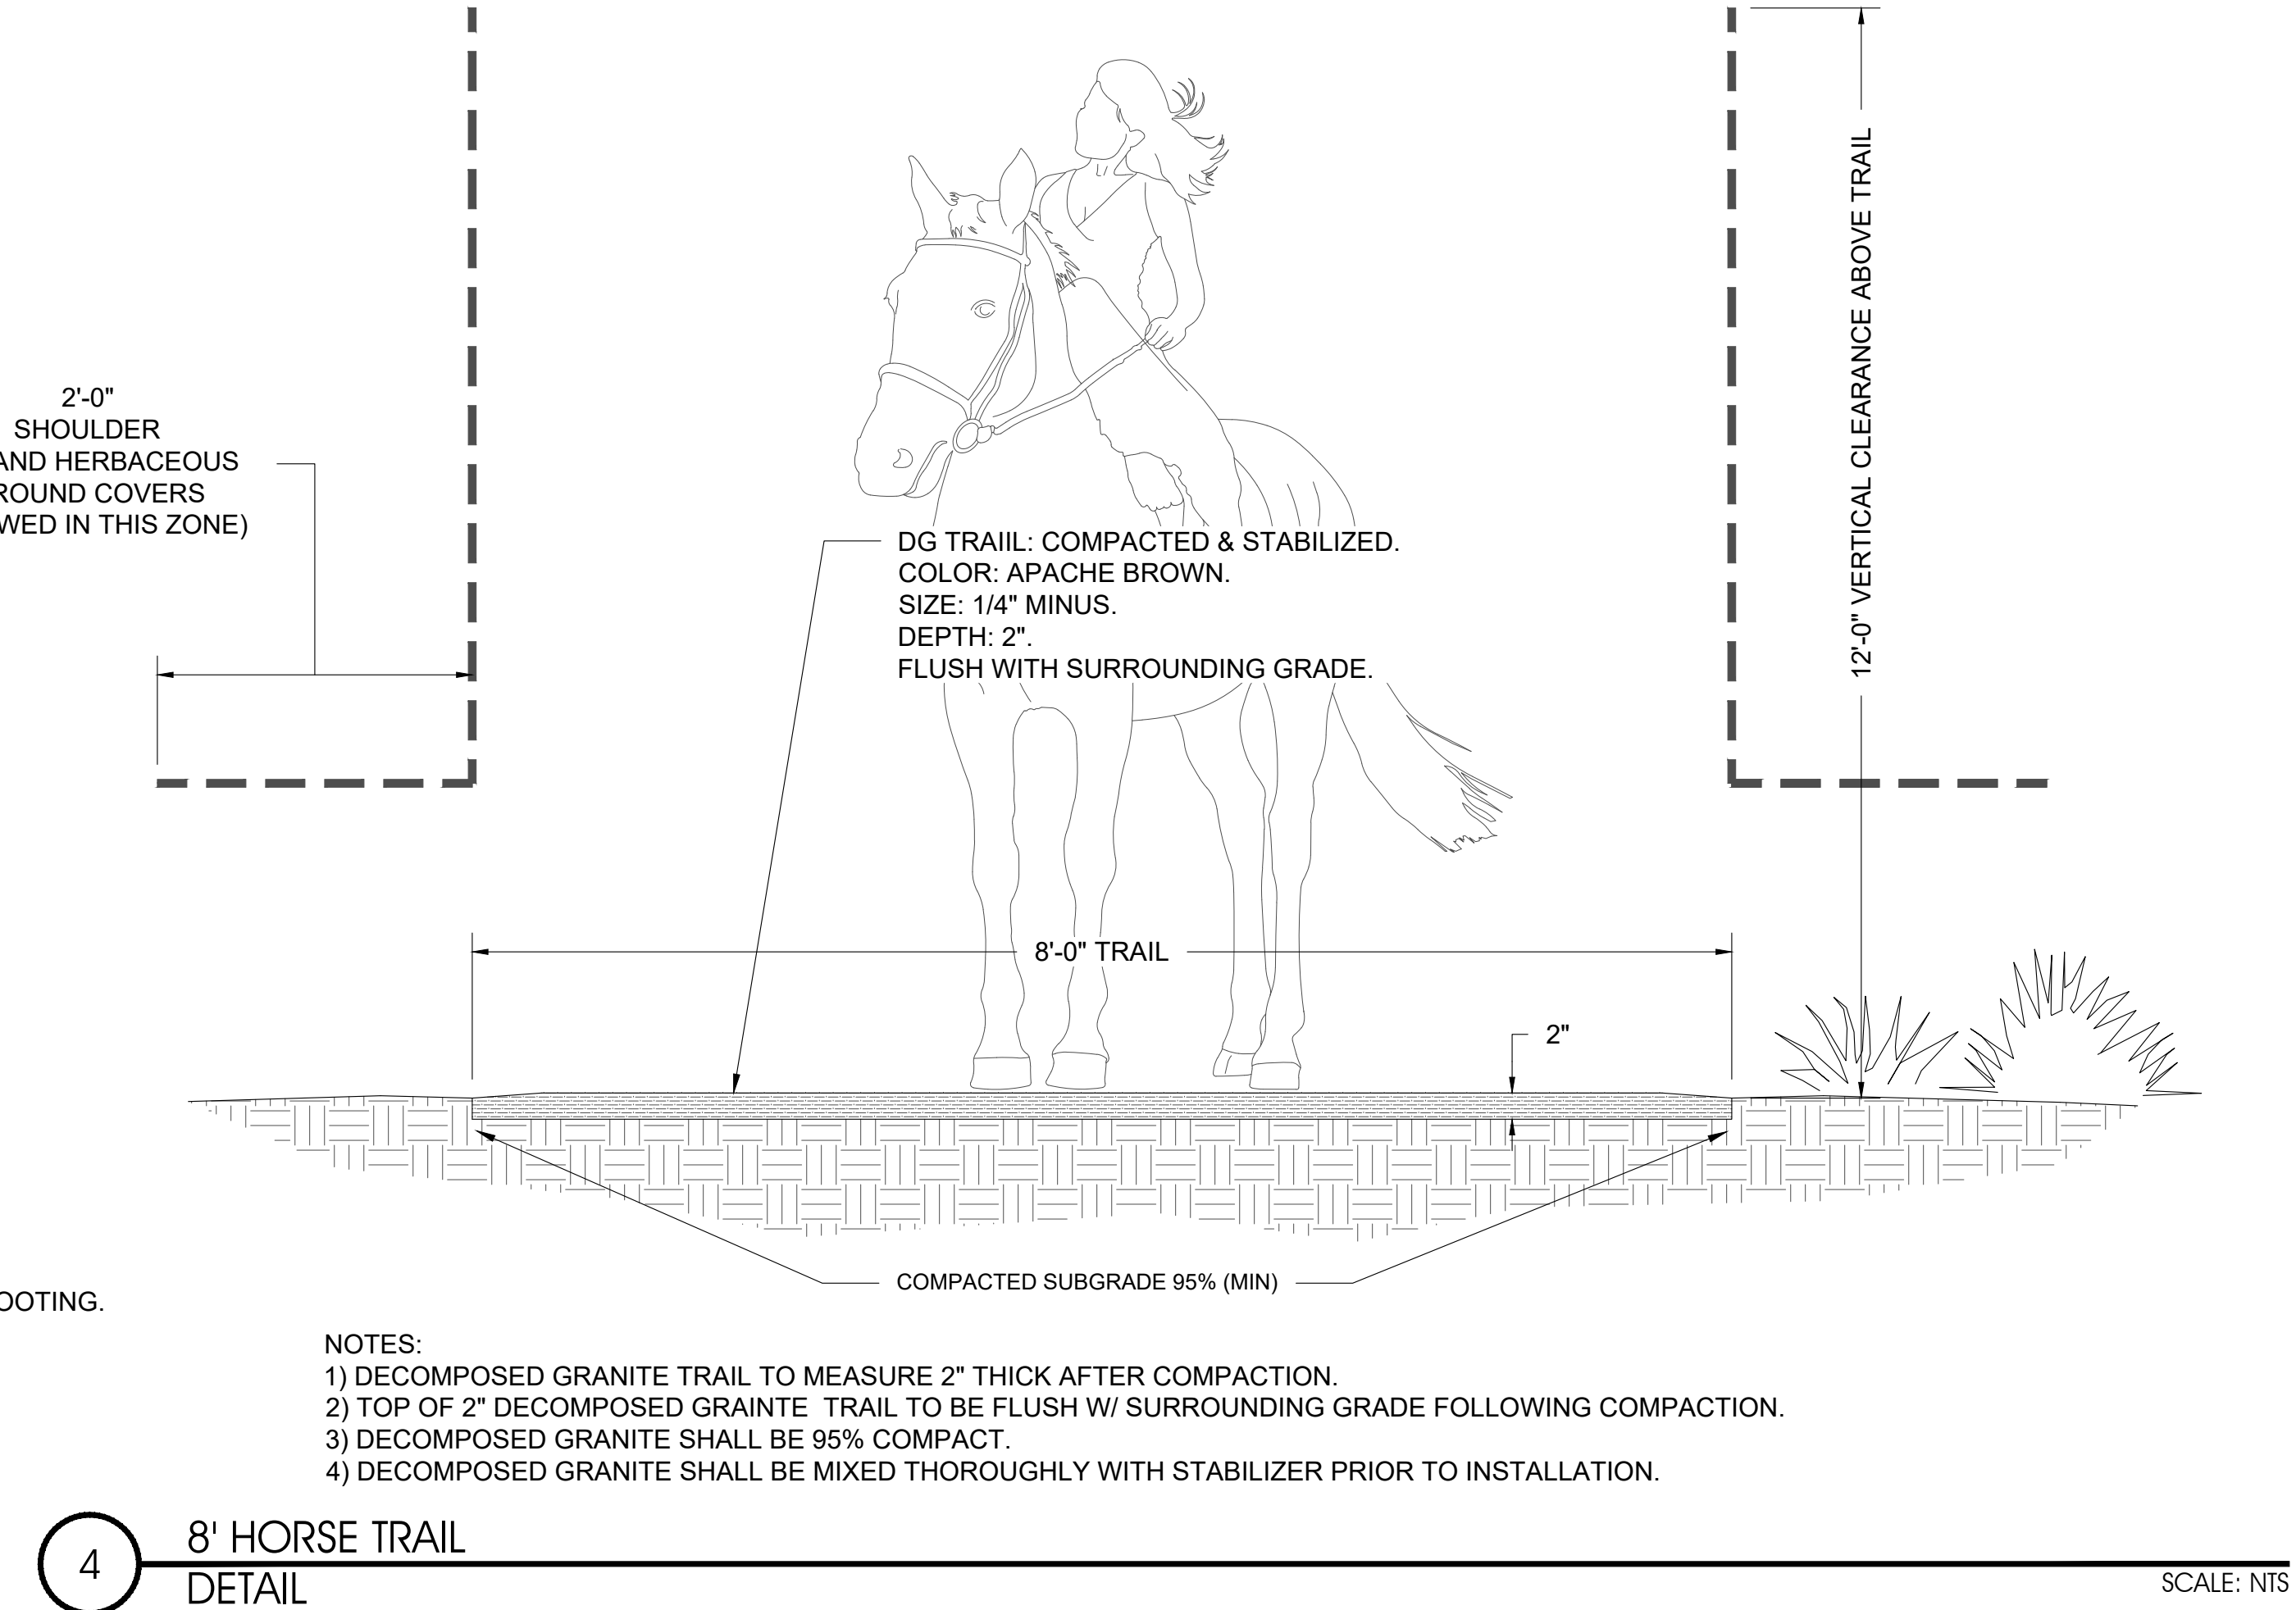 2'-0"
SHOULDER
AND HERBACEOUS
ROUND COVERS
WED IN THIS ZONE)
12'-0" VERTICAL CLEARANCE ABOVE TRAIL
DG TRAIIL: COMPACTED & STABILIZED.
COLOR: APACHE BROWN.
SIZE: 1/4" MINUS.
DEPTH: 2".
FLUSH WITH SURROUNDING GRADE.
8'-0" TRAIL
2"
COMPACTED SUBGRADE 95% (MIN)
OOTING.
NOTES:
1) DECOMPOSED GRANITE TRAIL TO MEASURE 2" THICK AFTER COMPACTION.
2) TOP OF 2" DECOMPOSED GRAINTE  TRAIL TO BE FLUSH W/ SURROUNDING GRADE FOLLOWING COMPACTION.
3) DECOMPOSED GRANITE SHALL BE 95% COMPACT.
4) DECOMPOSED GRANITE SHALL BE MIXED THOROUGHLY WITH STABILIZER PRIOR TO INSTALLATION.
4
8' HORSE TRAIL
DETAIL
SCALE: NTS